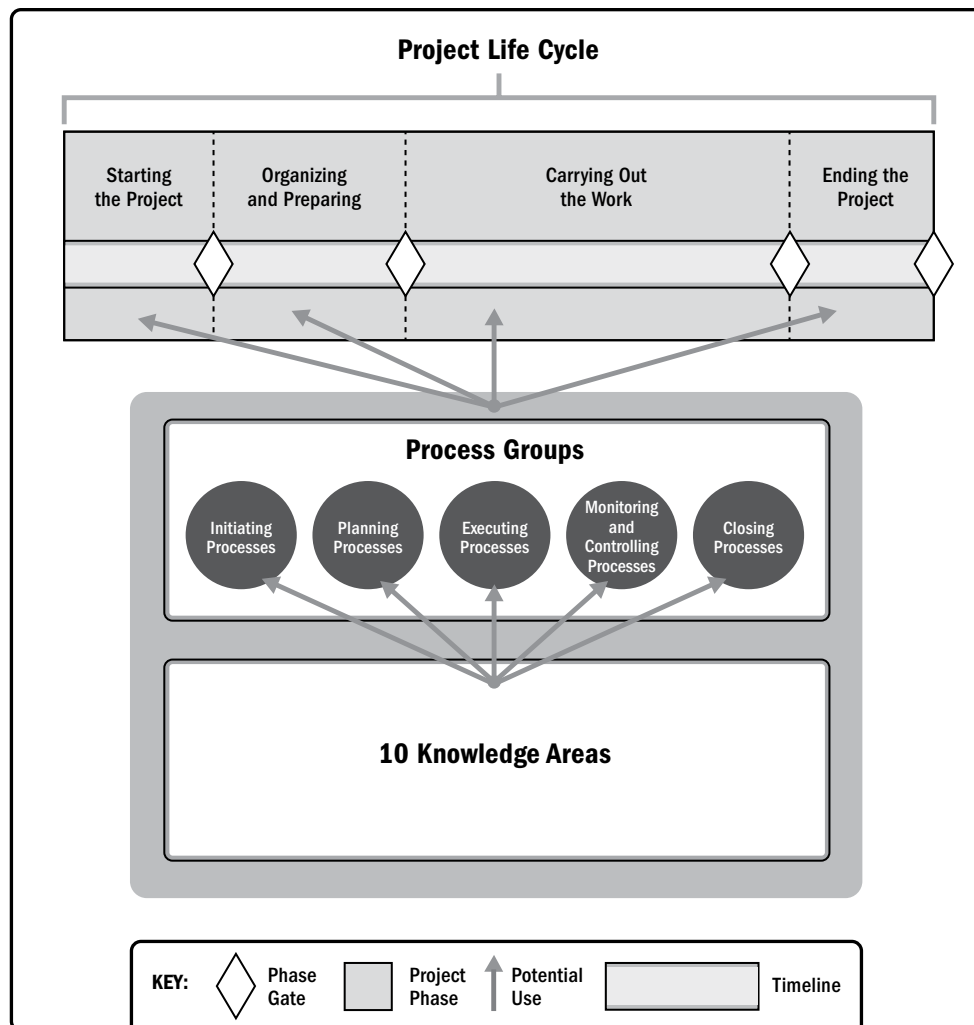 Project Life Cycle
Starting
the Project
Organizing
and Preparing
Carrying Out
the Work
Ending the
Project
Process Groups
Initiating
Processes
Planning
Processes
Executing
Processes
Monitoring
and
Controlling
Processes
Closing
Processes
10 Knowledge Areas
KEY:
Phase
Gate
Project
Phase
Potential
Use
Timeline